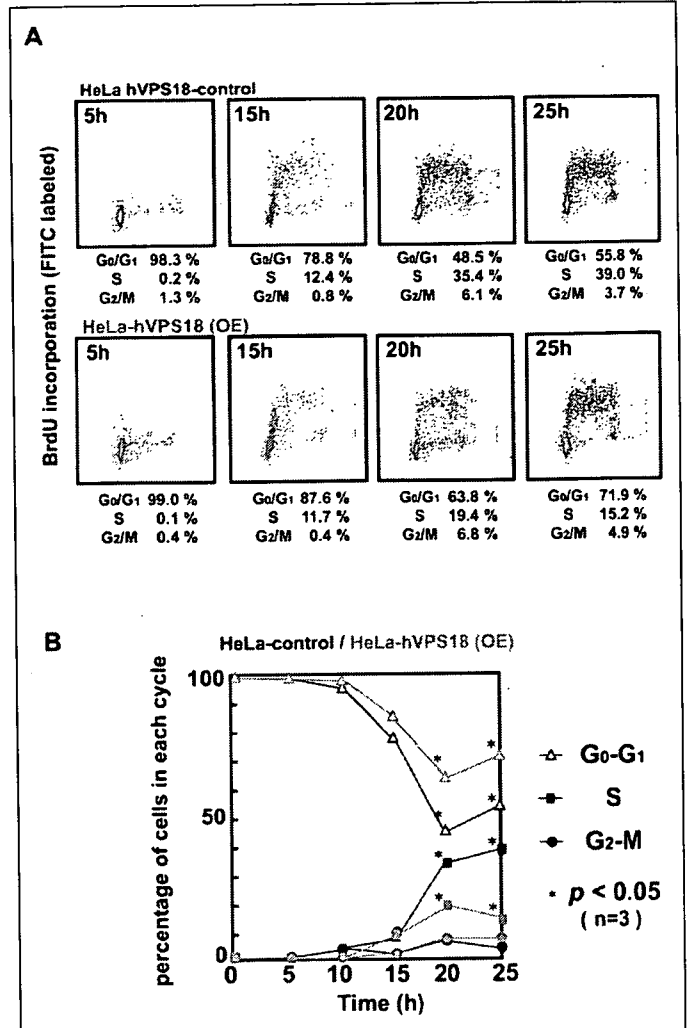 A
HeLa hVPS18-control
BrdU incorporation (FITC labeled)
5h
15h
20h
25h
G0/G1 98.3 %
S 0.2 %
G2/M 1.3 %
G0/G1 78.8 %
S 12.4 %
G2/M 0.8 %
G0/G1 48.5 %
S 35.4 %
G2/M 6.1 %
G0/G1 55.8 %
S 39.0 %
G2/M 3.7 %
HeLa-hVPS18 (OE)
5h
15h
20h
25h
G0/G1 99.0 %
S 0.1 %
G2/M 0.4 %
G0/G1 87.6 %
S 11.7 %
G2/M 0.4 %
G0/G1 63.8 %
S 19.4 %
G2/M 6.8 %
G0/G1 71.9 %
S 15.2 %
G2/M 4.9 %
B
HeLa-control / HeLa-hVPS18 (OE)
percentage of cells in each cycle
100
50
0
0 5 10 15 20 25
Time (h)
* * * * * * * *
G0-G1
S
G2-M
* p < 0.05
( n=3 )